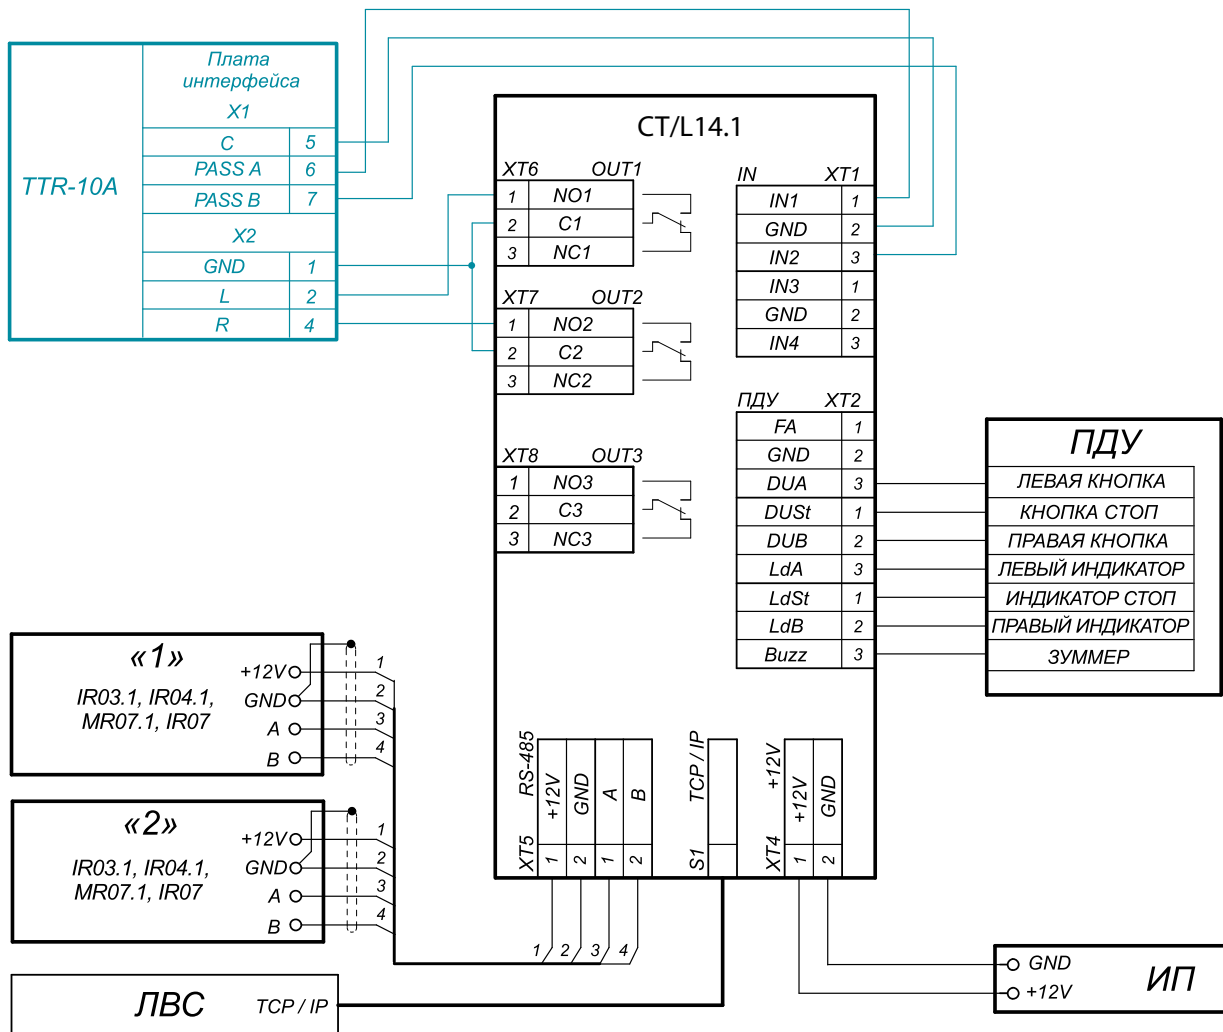 TTR-10A
Плата
интерфейса
X1
C 5
PASS A 6
PASS B 7
X2
GND 1
L 2
R 4
CT/L14.1
XT6 OUT1
1 NO1
2 C1
3 NC1
XT7 OUT2
1 NO2
2 C2
3 NC2
XT8 OUT3
1 NO3
2 C3
3 NC3
IN XT1
IN1 1
GND 2
IN2 3
IN3 1
GND 2
IN4 3
ПДУ XT2
FA 1
GND 2
DUA 3
DUSt 1
DUB 2
LdA 3
LdSt 1
LdB 2
Buzz 3
ПДУ
ЛЕВАЯ КНОПКА
КНОПКА СТОП
ПРАВАЯ КНОПКА
ЛЕВЫЙ ИНДИКАТОР
ИНДИКАТОР СТОП
ПРАВЫЙ ИНДИКАТОР
ЗУММЕР
«1»
IR03.1, IR04.1,
MR07.1, IR07
+12V 1
GND 2
A 3
B 4
«2»
IR03.1, IR04.1,
MR07.1, IR07
+12V 1
GND 2
A 3
B 4
XT5 RS-485
1 +12V
2 GND
1 A
2 B
S1 TCP / IP
XT4 +12V
1 +12V
2 GND
1 2 3 4
ЛВС TCP / IP
GND
+12V
ИП